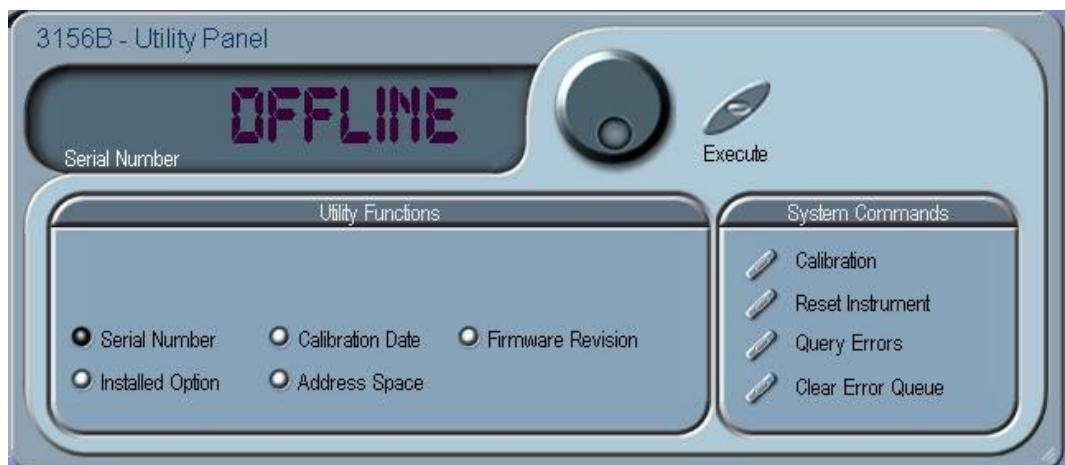 3156B - Utility Panel
OFFLINE
Serial Number
Execute
Utility Functions
Serial Number
Calibration Date
Firmware Revision
Installed Option
Address Space
System Commands
Calibration
Reset Instrument
Query Errors
Clear Error Queue